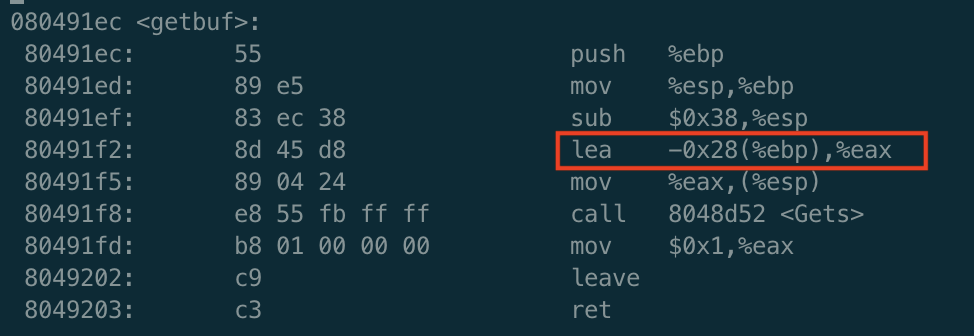 080491ec <getbuf>:
80491ec: 55 push %ebp
80491ed: 89 e5 mov %esp,%ebp
80491ef: 83 ec 38 sub $0x38,%esp
80491f2: 8d 45 d8 lea -0x28(%ebp),%eax
80491f5: 89 04 24 mov %eax,(%esp)
80491f8: e8 55 fb ff ff call 8048d52 <Gets>
80491fd: b8 01 00 00 00 mov $0x1,%eax
8049202: c9 leave
8049203: c3 ret